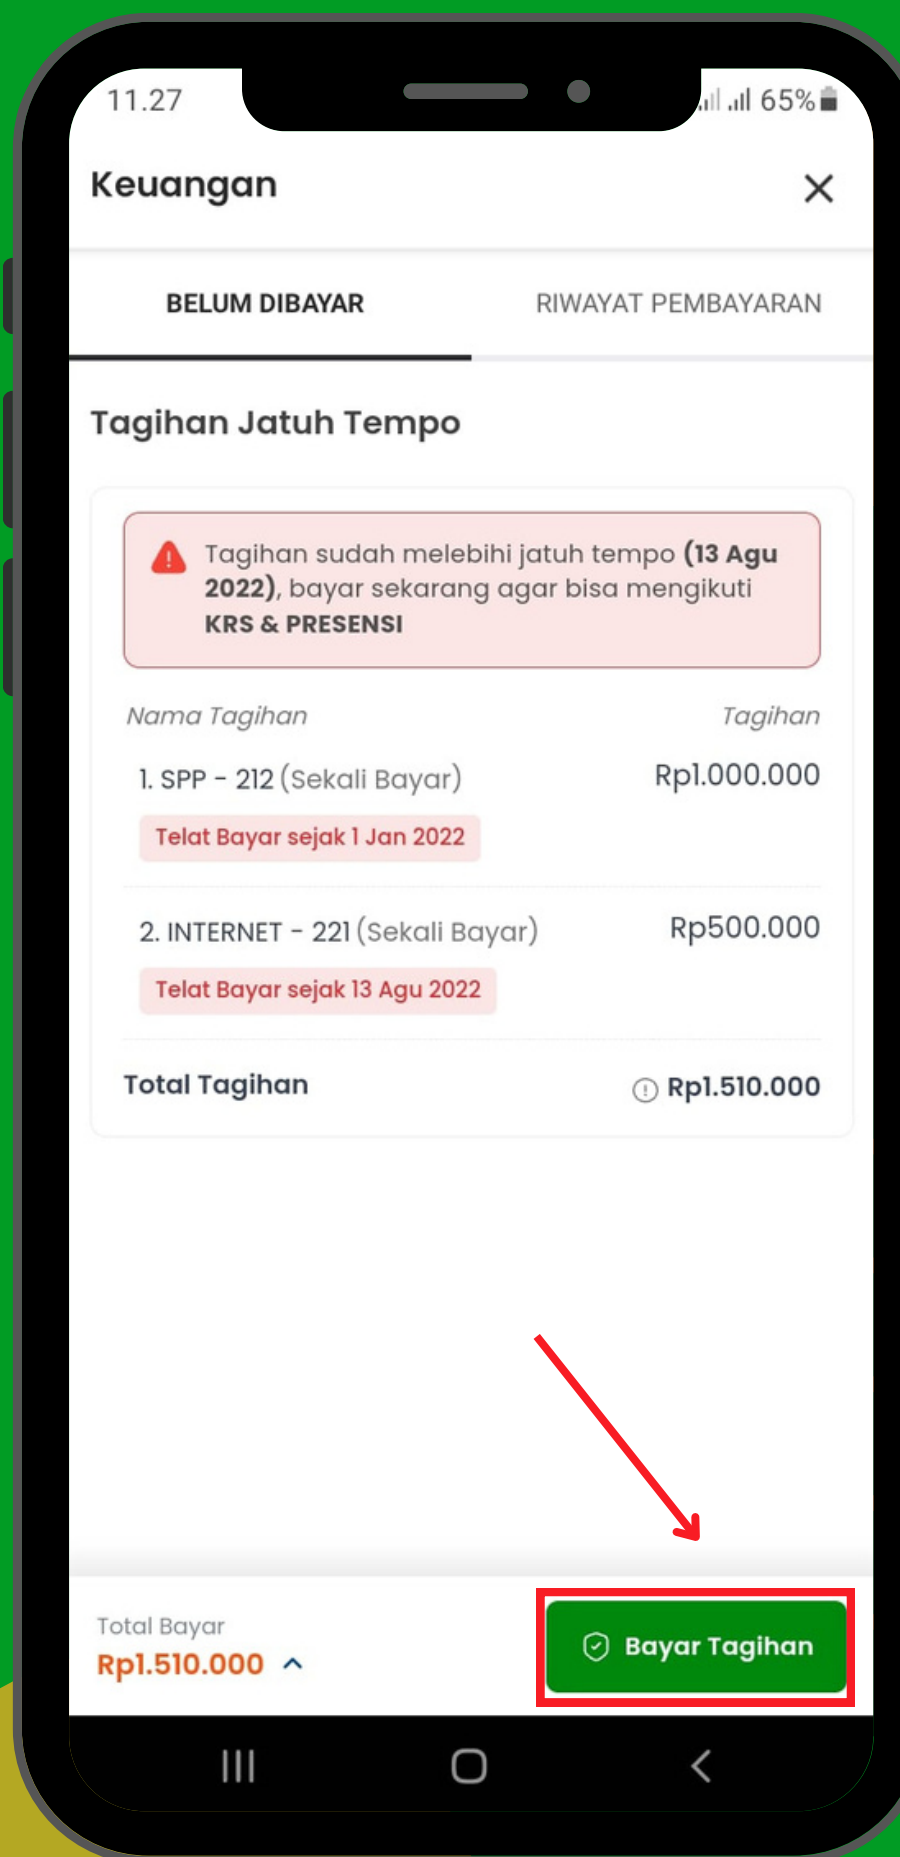 11.27
65%
Keuangan
BELUM DIBAYAR
RIWAYAT PEMBAYARAN
Tagihan Jatuh Tempo
Tagihan sudah melebihi jatuh tempo (13 Agu
2022), bayar sekarang agar bisa mengikuti
KRS & PRESENSI
Nama Tagihan
Tagihan
1. SPP - 212 (Sekali Bayar)
Rp1.000.000
Telat Bayar sejak 1 Jan 2022
2. INTERNET - 221 (Sekali Bayar)
Rp500.000
Telat Bayar sejak 13 Agu 2022
Total Tagihan
Rp1.510.000
Total Bayar
Rp1.510.000
Bayar Tagihan